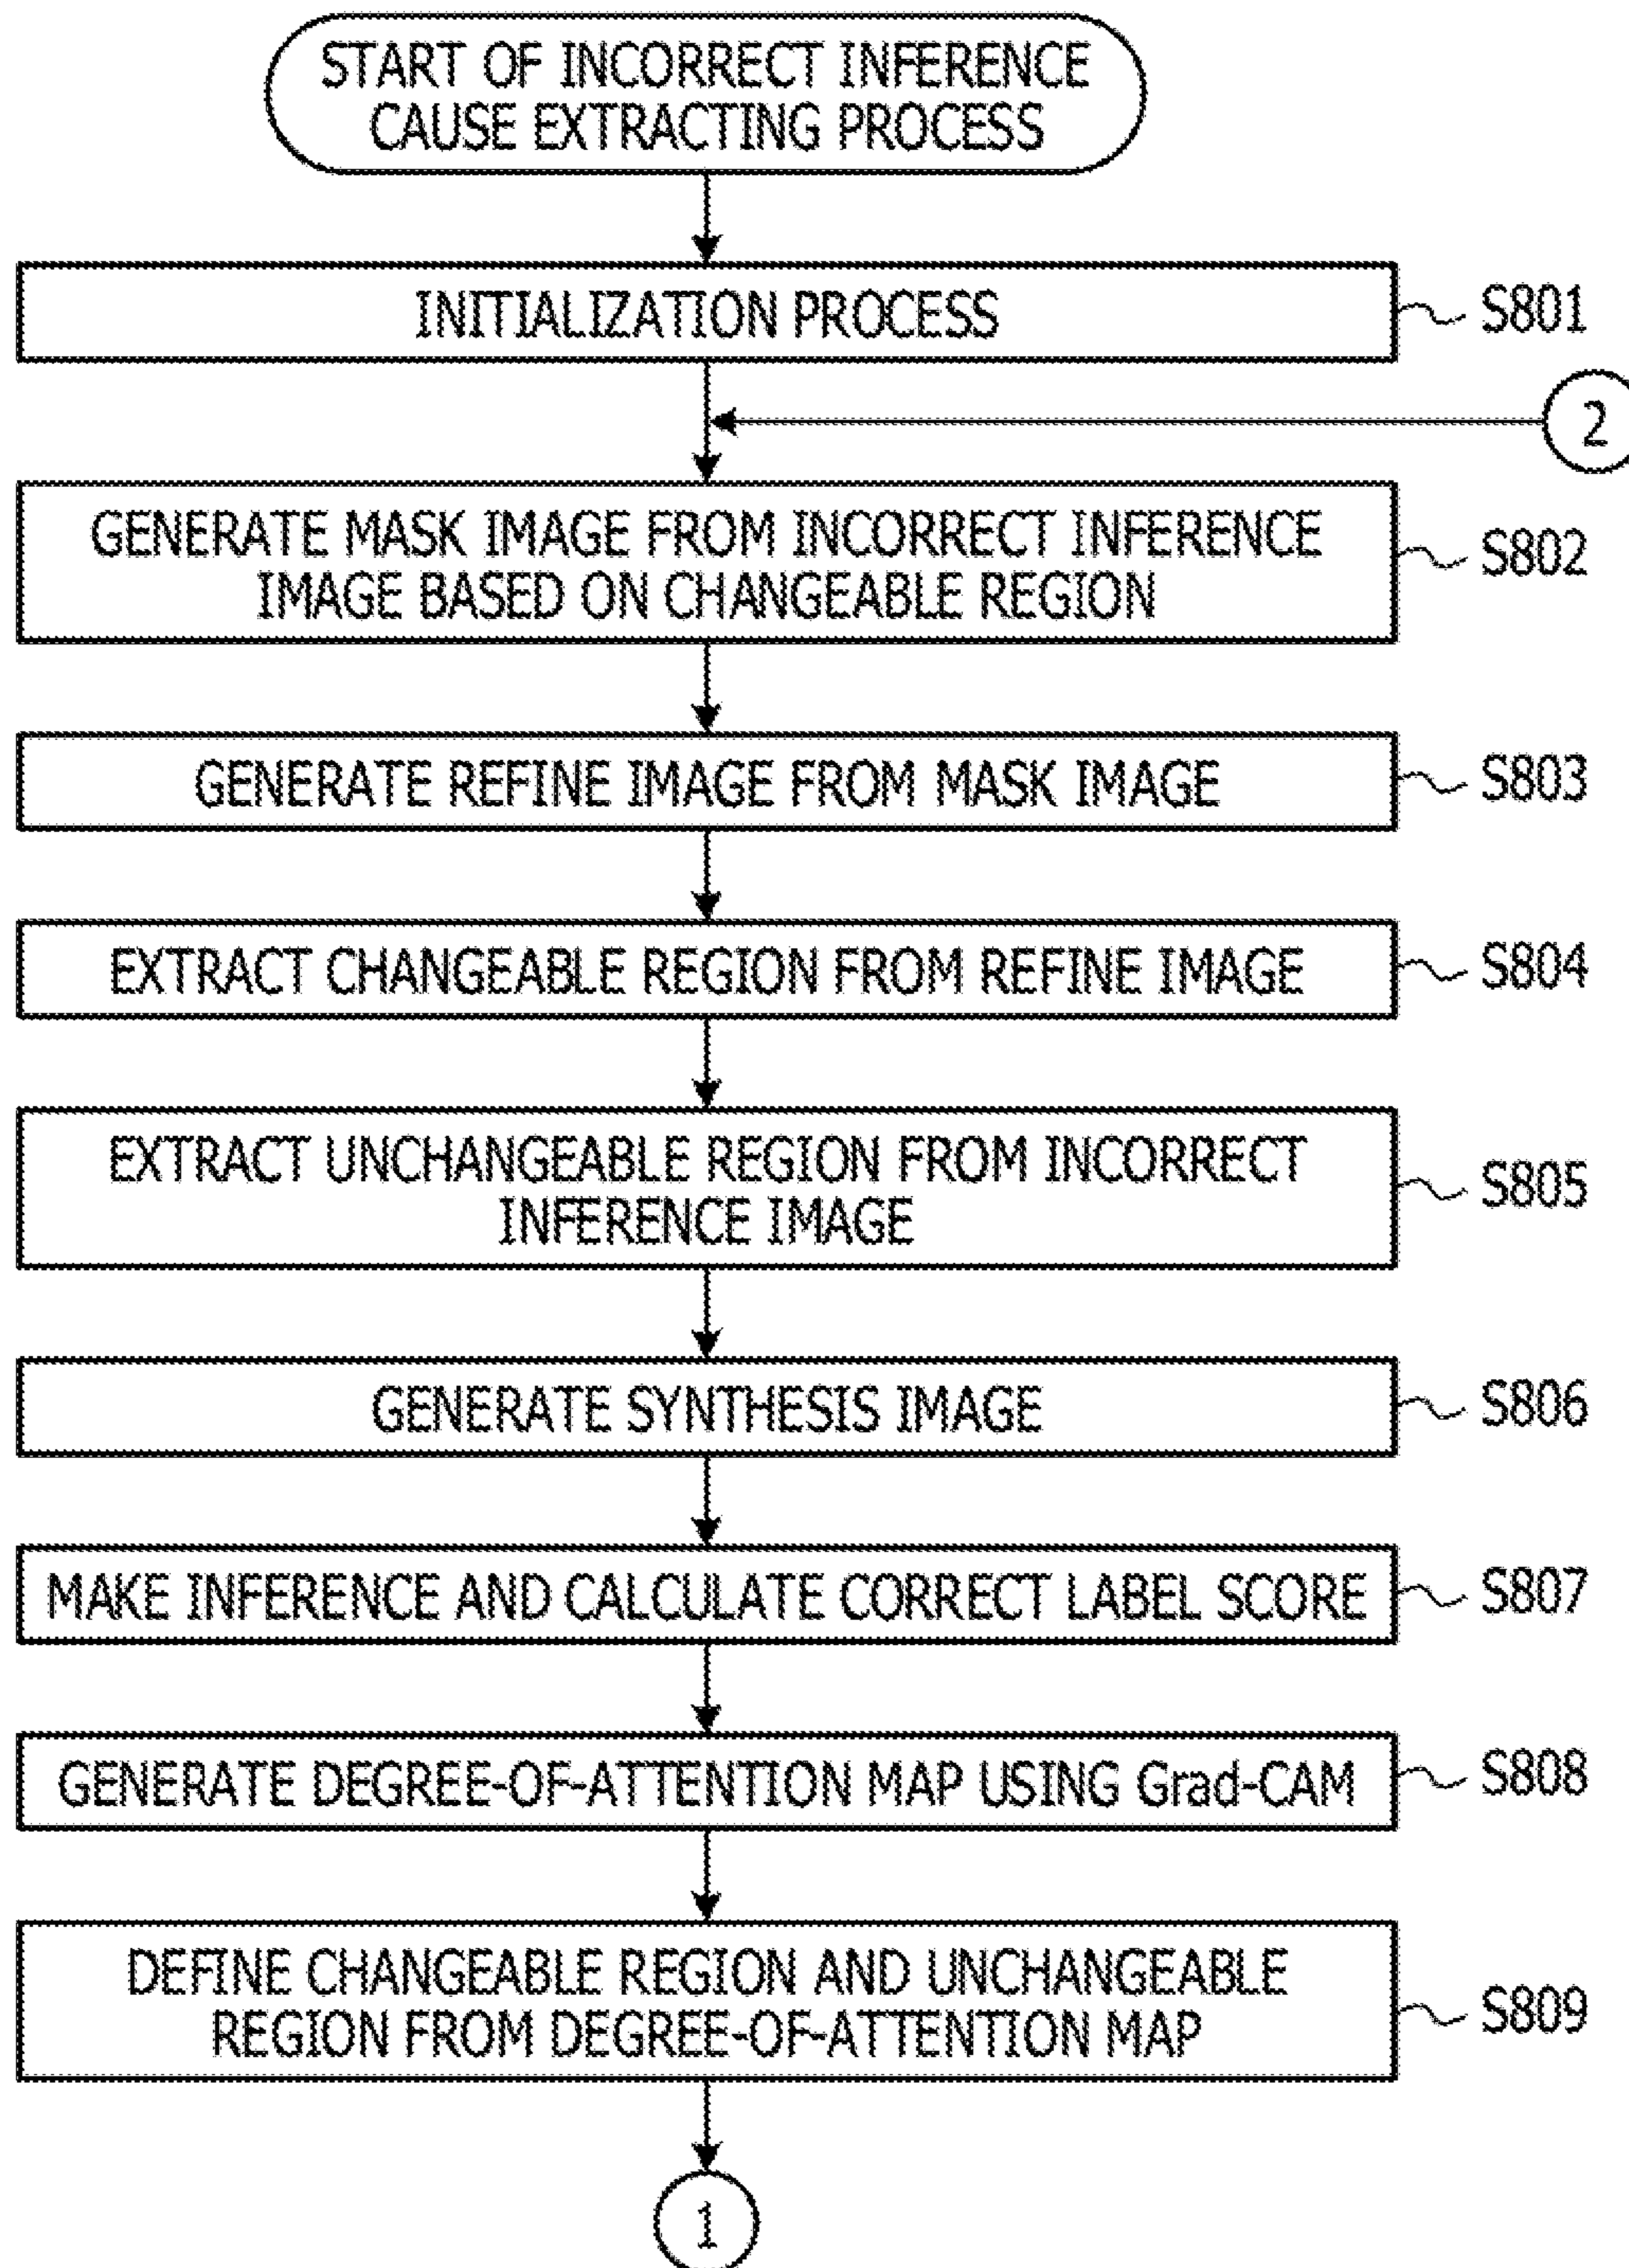 START OF INCORRECT INFERENCE
CAUSE EXTRACTING PROCESS
INITIALIZATION PROCESS
S801
2
GENERATE MASK IMAGE FROM INCORRECT INFERENCE
IMAGE BASED ON CHANGEABLE REGION
S802
GENERATE REFINE IMAGE FROM MASK IMAGE
S803
EXTRACT CHANGEABLE REGION FROM REFINE IMAGE
S804
EXTRACT UNCHANGEABLE REGION FROM INCORRECT
INFERENCE IMAGE
S805
GENERATE SYNTHESIS IMAGE
S806
MAKE INFERENCE AND CALCULATE CORRECT LABEL SCORE
S807
GENERATE DEGREE-OF-ATTENTION MAP USING Grad-CAM
S808
DEFINE CHANGEABLE REGION AND UNCHANGEABLE
REGION FROM DEGREE-OF-ATTENTION MAP
S809
1